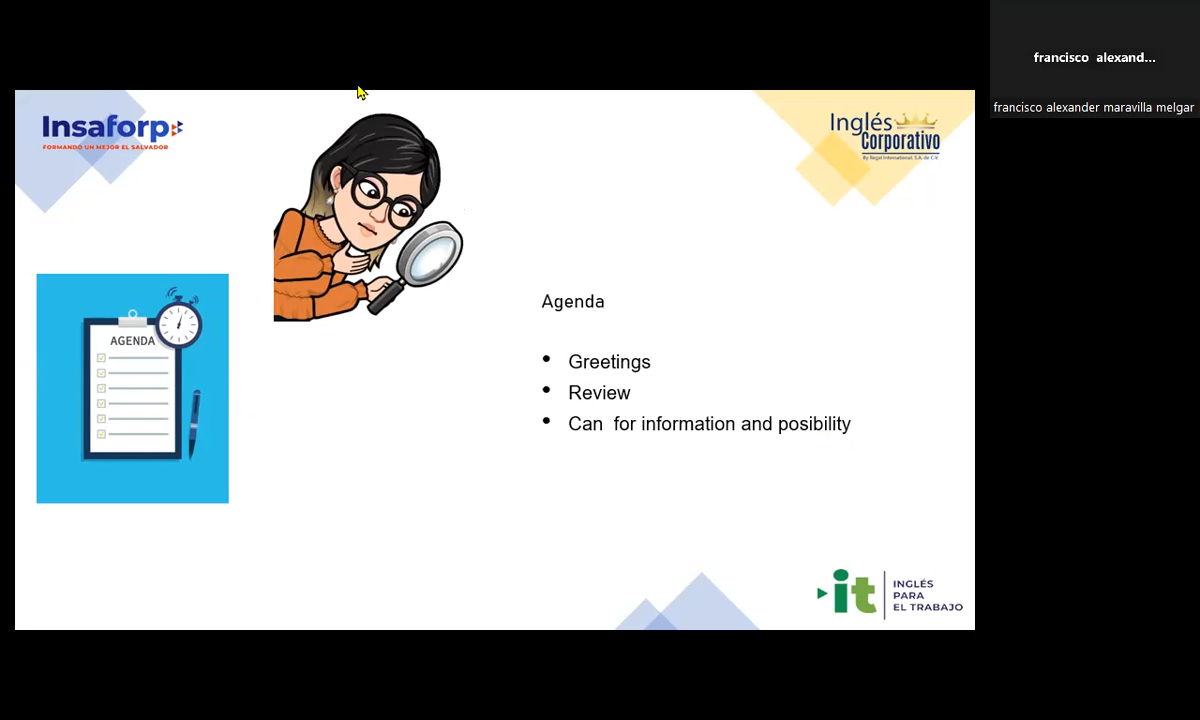 francisco alexand...
francisco alexander maravilla melgar
Insaforp
FORMANDO UN MEJOR EL SALVADOR
Inglés
Corporativo
By Regal International, S.A. de C.V.
AGENDA
Agenda
• Greetings
• Review
• Can  for information and posibility
it
INGLÉS
PARA
EL TRABAJO